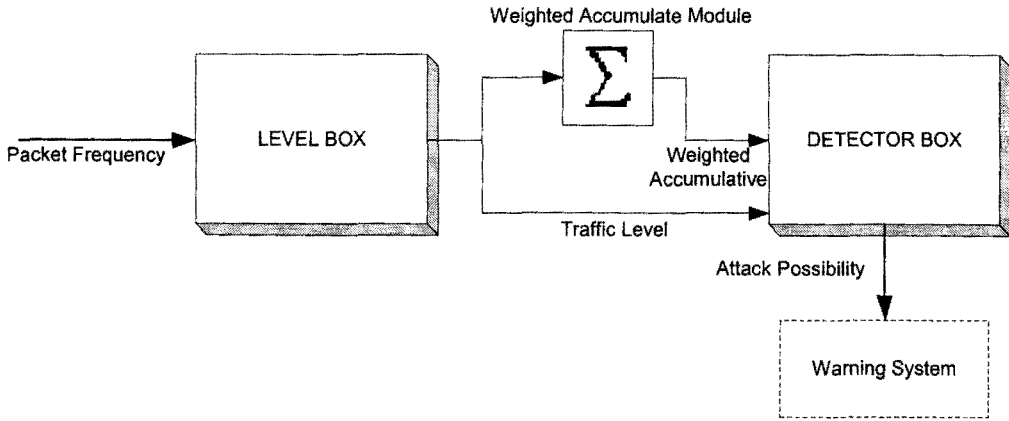 Weighted Accumulate Module
Σ
LEVEL BOX
DETECTOR BOX
Packet Frequency
Weighted
Accumulative
Traffic Level
Attack Possibility
Warning System